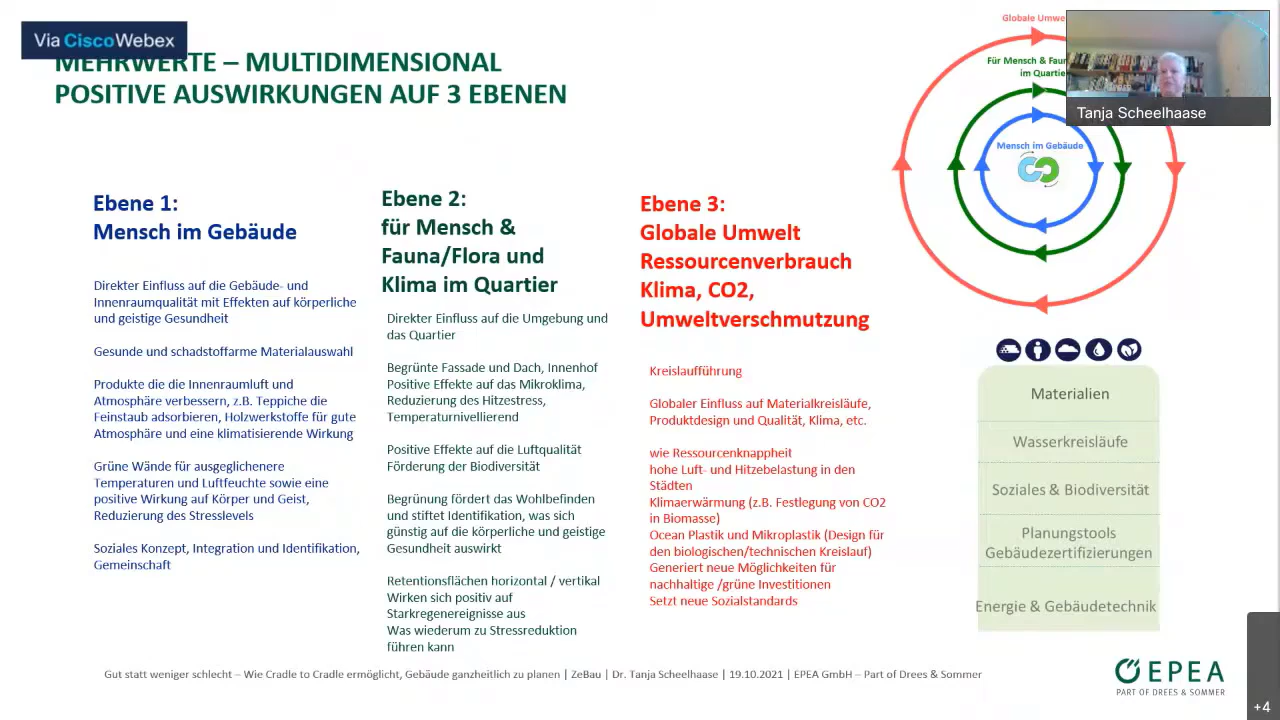 Via CiscoWebex
MEHRWERTE – MULTIDIMENSIONAL
POSITIVE AUSWIRKUNGEN AUF 3 EBENEN
Ebene 1:
Mensch im Gebäude
Direkter Einfluss auf die Gebäude- und
Innenraumqualität mit Effekten auf körperliche
und geistige Gesundheit
Gesunde und schadstoffarme Materialauswahl
Produkte die die Innenraumluft und
Atmosphäre verbessern, z.B. Teppiche die
Feinstaub adsorbieren, Holzwerkstoffe für gute
Atmosphäre und eine klimatisierende Wirkung
Grüne Wände für ausgeglichenere
Temperaturen und Luftfeuchte sowie eine
positive Wirkung auf Körper und Geist,
Reduzierung des Stresslevels
Soziales Konzept, Integration und Identifikation,
Gemeinschaft
Ebene 2:
für Mensch &
Fauna/Flora und
Klima im Quartier
Direkter Einfluss auf die Umgebung und
das Quartier
Begrünte Fassade und Dach, Innenhof
Positive Effekte auf das Mikroklima,
Reduzierung des Hitzestress,
Temperaturnivellierend
Positive Effekte auf die Luftqualität
Förderung der Biodiversität
Begrünung fördert das Wohlbefinden
und stiftet Identifikation, was sich
günstig auf die körperliche und geistige
Gesundheit auswirkt
Retentionsflächen horizontal / vertikal
Wirken sich positiv auf
Starkregenereignisse aus
Was wiederum zu Stressreduktion
führen kann
Ebene 3:
Globale Umwelt
Ressourcenverbrauch
Klima, CO2,
Umweltverschmutzung
Kreislaufführung
Globaler Einfluss auf Materialkreisläufe,
Produktdesign und Qualität, Klima, etc.
wie Ressourcenknappheit
hohe Luft- und Hitzebelastung in den
Städten
Klimaerwärmung (z.B. Festlegung von CO2
in Biomasse)
Ocean Plastik und Mikroplastik (Design für
den biologischen/technischen Kreislauf)
Generiert neue Möglichkeiten für
nachhaltige /grüne Investitionen
Setzt neue Sozialstandards
Globale Umwe
Für Mensch & Fau
im Quartie
Mensch im Gebäude
Tanja Scheelhaase
Materialien
Wasserkreisläufe
Soziales & Biodiversität
Planungstools
Gebäudezertifizierungen
Energie & Gebäudetechnik
Gut statt weniger schlecht – Wie Cradle to Cradle ermöglicht, Gebäude ganzheitlich zu planen | ZeBau | Dr. Tanja Scheelhaase | 19.10.2021 | EPEA GmbH – Part of Drees & Sommer
EPEA
PART OF DREES & SOMMER
+4